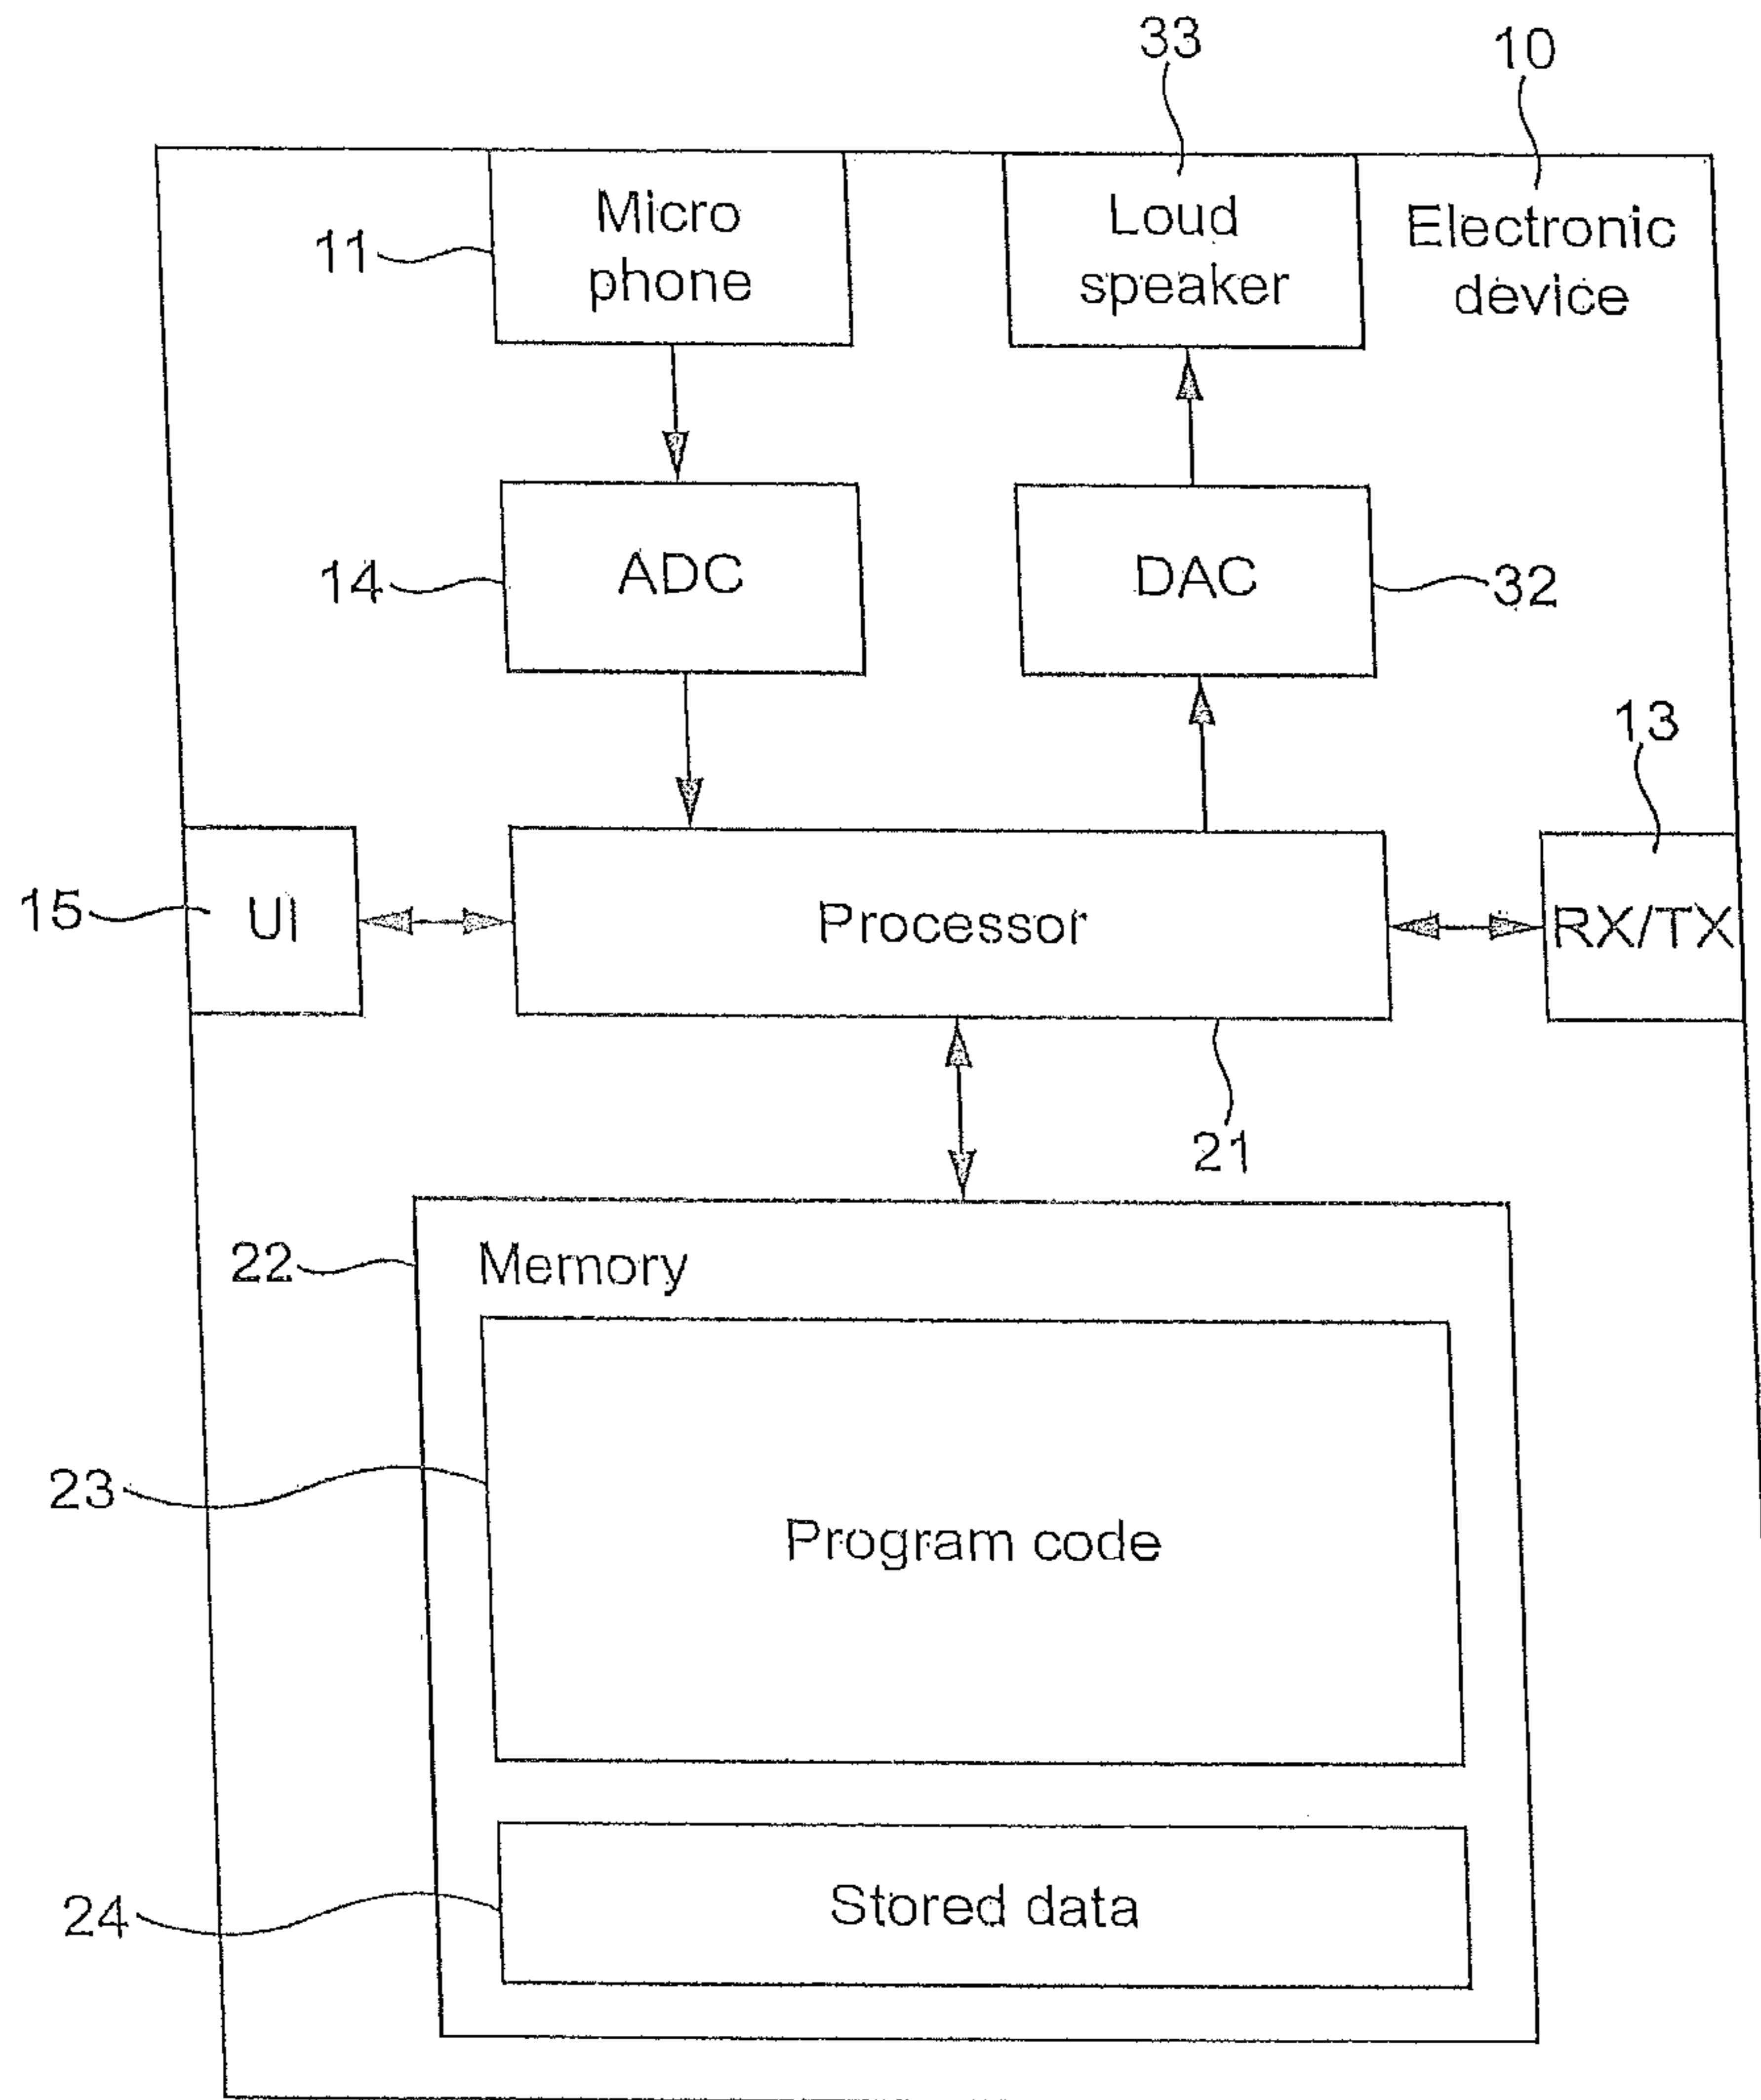 33
10
Micro
phone
Loud
speaker
Electronic
device
11
ADC
DAC
14
32
13
15
UI
Processor
RX/TX
21
22
Memory
23
Program code
24
Stored data